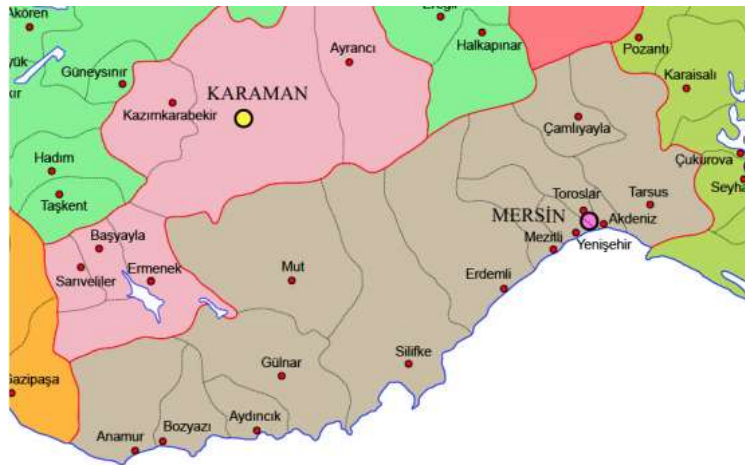 Akören
Ereğli
Ayrancı
Halkapınar
Pozantı
Güneysınır
Karaisalı
KARAMAN
Kazımkarabekir
Çamlıyayla
Hadım
Çukurova
Taşkent
Seyha
Toroslar
Tarsus
MERSİN
Akdeniz
Başyayla
Mezitli
Yenişehir
Sarıveliler
Ermenek
Mut
Erdemli
Gülnar
Silifke
Gazipaşa
Aydıncık
Bozyazı
Anamur